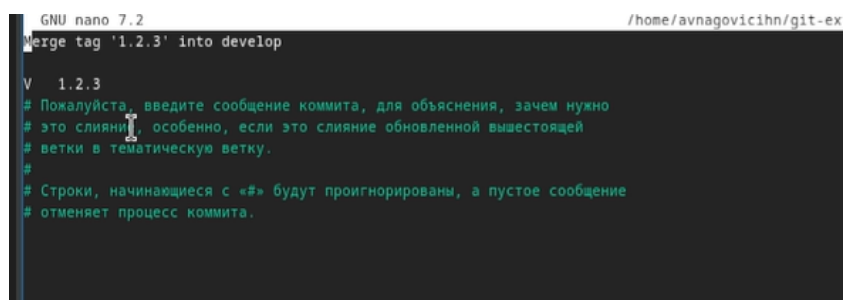 GNU nano 7.2 /home/avnagovicihn/git-ex
Merge tag '1.2.3' into develop
V 1.2.3
# Пожалуйста, введите сообщение коммита, для объяснения, зачем нужно
# это слияние, особенно, если это слияние обновленной вышестоящей
# ветки в тематическую ветку.
#
# Строки, начинающиеся с «#» будут проигнорированы, а пустое сообщение
# отменяет процесс коммита.